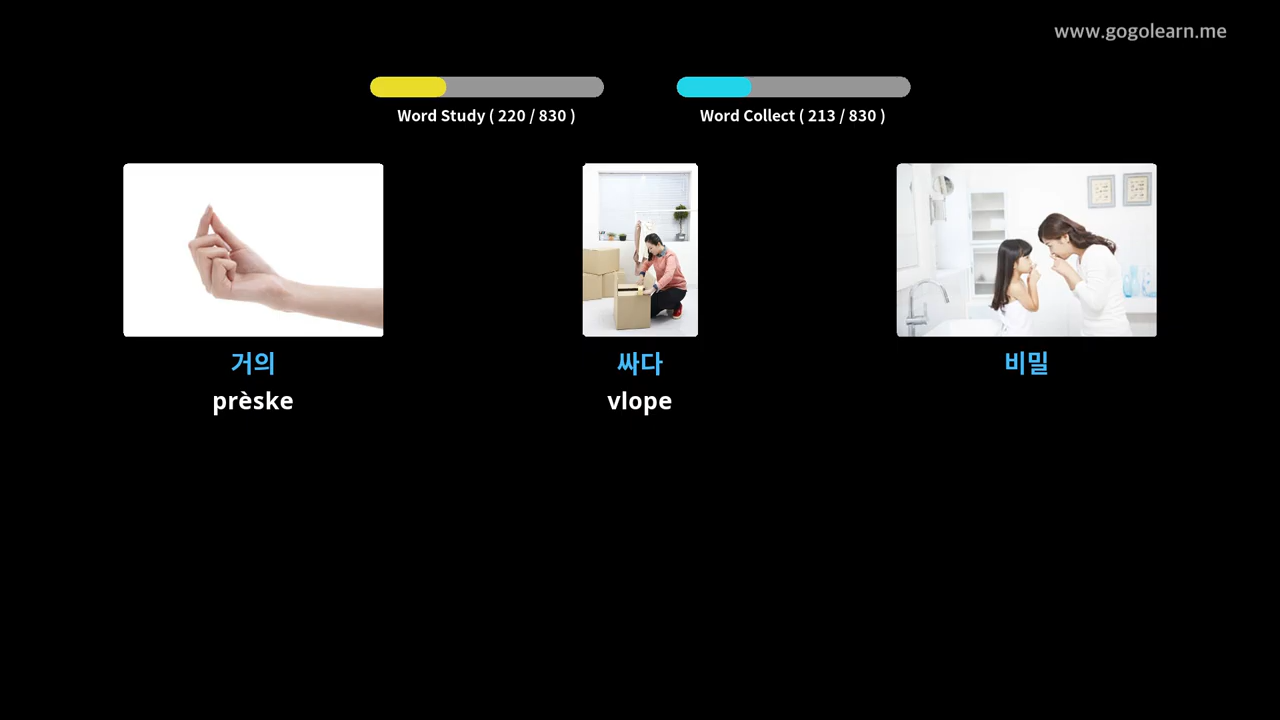 www.gogolearn.me
Word Study ( 220 / 830 )
Word Collect ( 213 / 830 )
거의
싸다
비밀
prèske
vlope